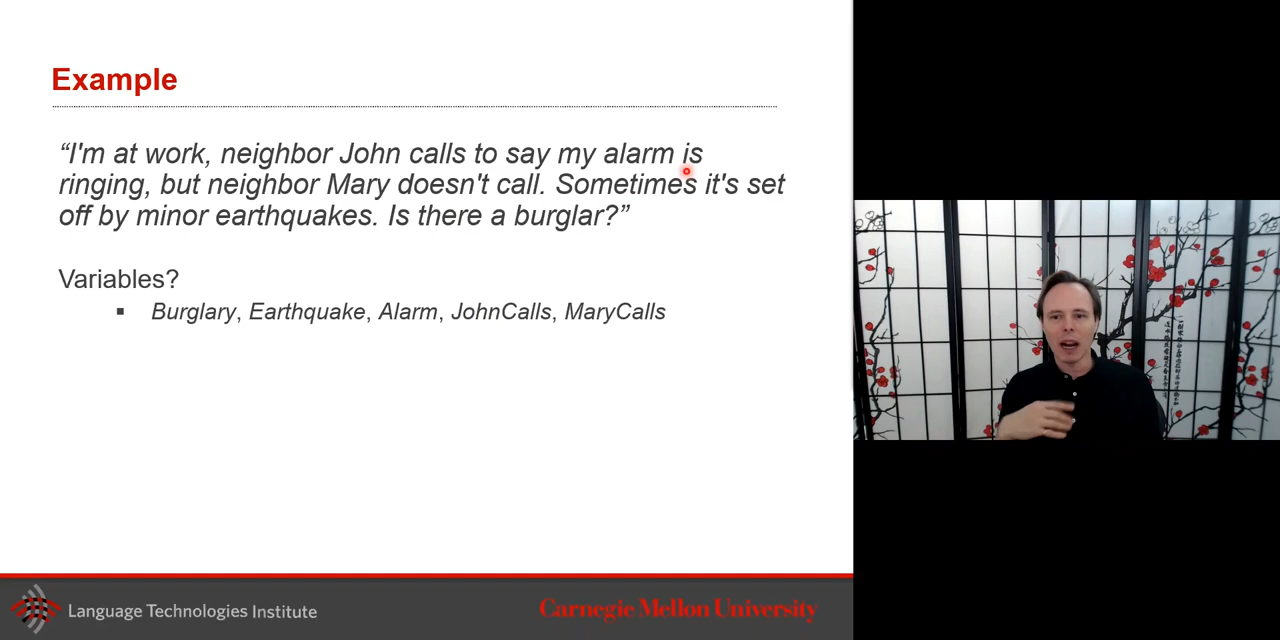 Example
“I'm at work, neighbor John calls to say my alarm is
ringing, but neighbor Mary doesn't call. Sometimes it's set
off by minor earthquakes. Is there a burglar?”
Variables?
▪ Burglary, Earthquake, Alarm, JohnCalls, MaryCalls
Language Technologies Institute
Carnegie Mellon University